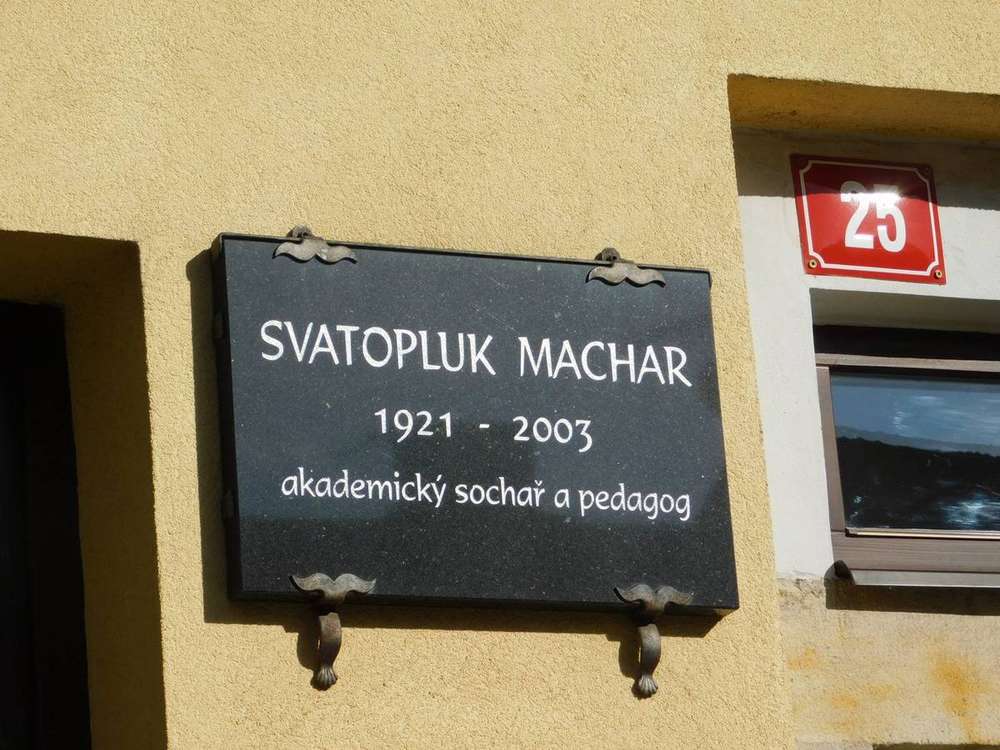 SVATOPLUK MACHAR
1921 - 2003
akademický sochař a pedagog
25